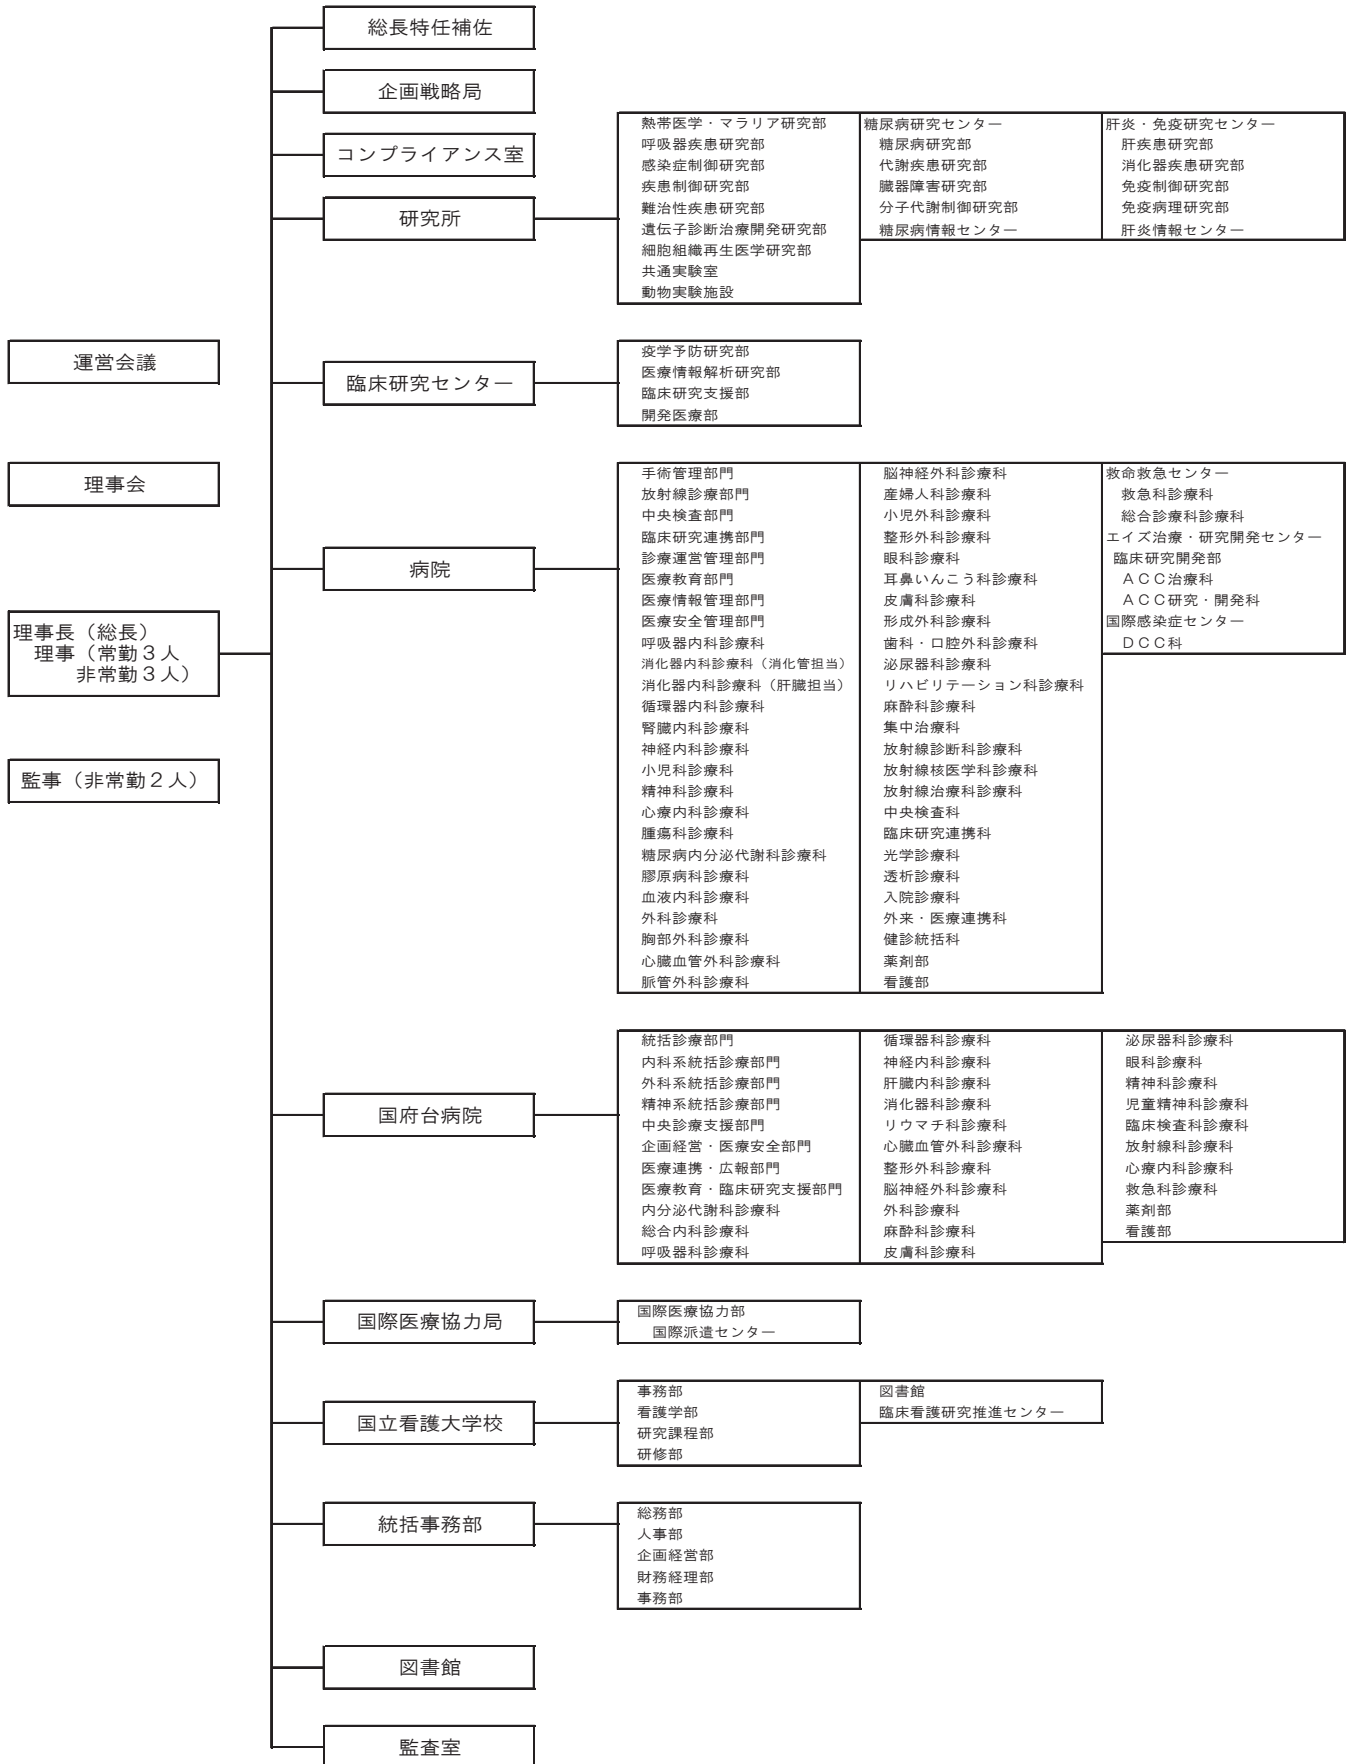 総長特任補佐
企画戦略局
コンプライアンス室
研究所
熱帯医学・マラリア研究部
呼吸器疾患研究部
感染症制御研究部
疾患制御研究部
難治性疾患研究部
遺伝子診断治療開発研究部
細胞組織再生医学研究部
共通実験室
動物実験施設
糖尿病研究センター
糖尿病研究部
代謝疾患研究部
臓器障害研究部
分子代謝制御研究部
糖尿病情報センター
肝炎・免疫研究センター
肝疾患研究部
消化器疾患研究部
免疫制御研究部
免疫病理研究部
肝炎情報センター
運営会議
理事会
理事長（総長）
理事（常勤３人
非常勤３人）
監事（非常勤２人）
臨床研究センター
疫学予防研究部
医療情報解析研究部
臨床研究支援部
開発医療部
病院
手術管理部門
放射線診療部門
中央検査部門
臨床研究連携部門
診療運営管理部門
医療教育部門
医療情報管理部門
医療安全管理部門
呼吸器内科診療科
消化器内科診療科（消化管担当）
消化器内科診療科（肝臓担当）
循環器内科診療科
腎臓内科診療科
神経内科診療科
小児科診療科
精神科診療科
心療内科診療科
腫瘍科診療科
糖尿病内分泌代謝科診療科
膠原病科診療科
血液内科診療科
外科診療科
胸部外科診療科
心臓血管外科診療科
脈管外科診療科
脳神経外科診療科
産婦人科診療科
小児外科診療科
整形外科診療科
眼科診療科
耳鼻いんこう科診療科
皮膚科診療科
形成外科診療科
歯科・口腔外科診療科
泌尿器科診療科
リハビリテーション科診療科
麻酔科診療科
集中治療科
放射線診断科診療科
放射線核医学科診療科
放射線治療科診療科
中央検査科
臨床研究連携科
光学診療科
透析診療科
入院診療科
外来・医療連携科
健診統括科
薬剤部
看護部
救命救急センター
救急科診療科
総合診療科診療科
エイズ治療・研究開発センター
臨床研究開発部
ＡＣＣ治療科
ＡＣＣ研究・開発科
国際感染症センター
ＤＣＣ科
国府台病院
統括診療部門
内科系統括診療部門
外科系統括診療部門
精神系統括診療部門
中央診療支援部門
企画経営・医療安全部門
医療連携・広報部門
医療教育・臨床研究支援部門
内分泌代謝科診療科
総合内科診療科
呼吸器科診療科
循環器科診療科
神経内科診療科
肝臓内科診療科
消化器科診療科
リウマチ科診療科
心臓血管外科診療科
整形外科診療科
脳神経外科診療科
外科診療科
麻酔科診療科
皮膚科診療科
泌尿器科診療科
眼科診療科
精神科診療科
児童精神科診療科
臨床検査科診療科
放射線科診療科
心療内科診療科
救急科診療科
薬剤部
看護部
国際医療協力局
国際医療協力部
国際派遣センター
国立看護大学校
事務部
看護学部
研究課程部
研修部
図書館
臨床看護研究推進センター
統括事務部
総務部
人事部
企画経営部
財務経理部
事務部
図書館
監査室